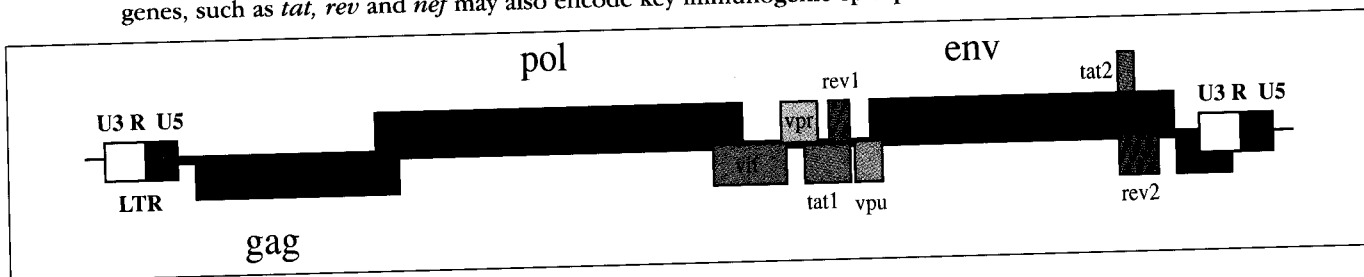 genes, such as tat, rev and nef may also encode key immunogenic
pol
env
rev1
tat2
U3 R U5
vpr
U3 R U5
vif
LTR
tat1
vpu
rev2
gag